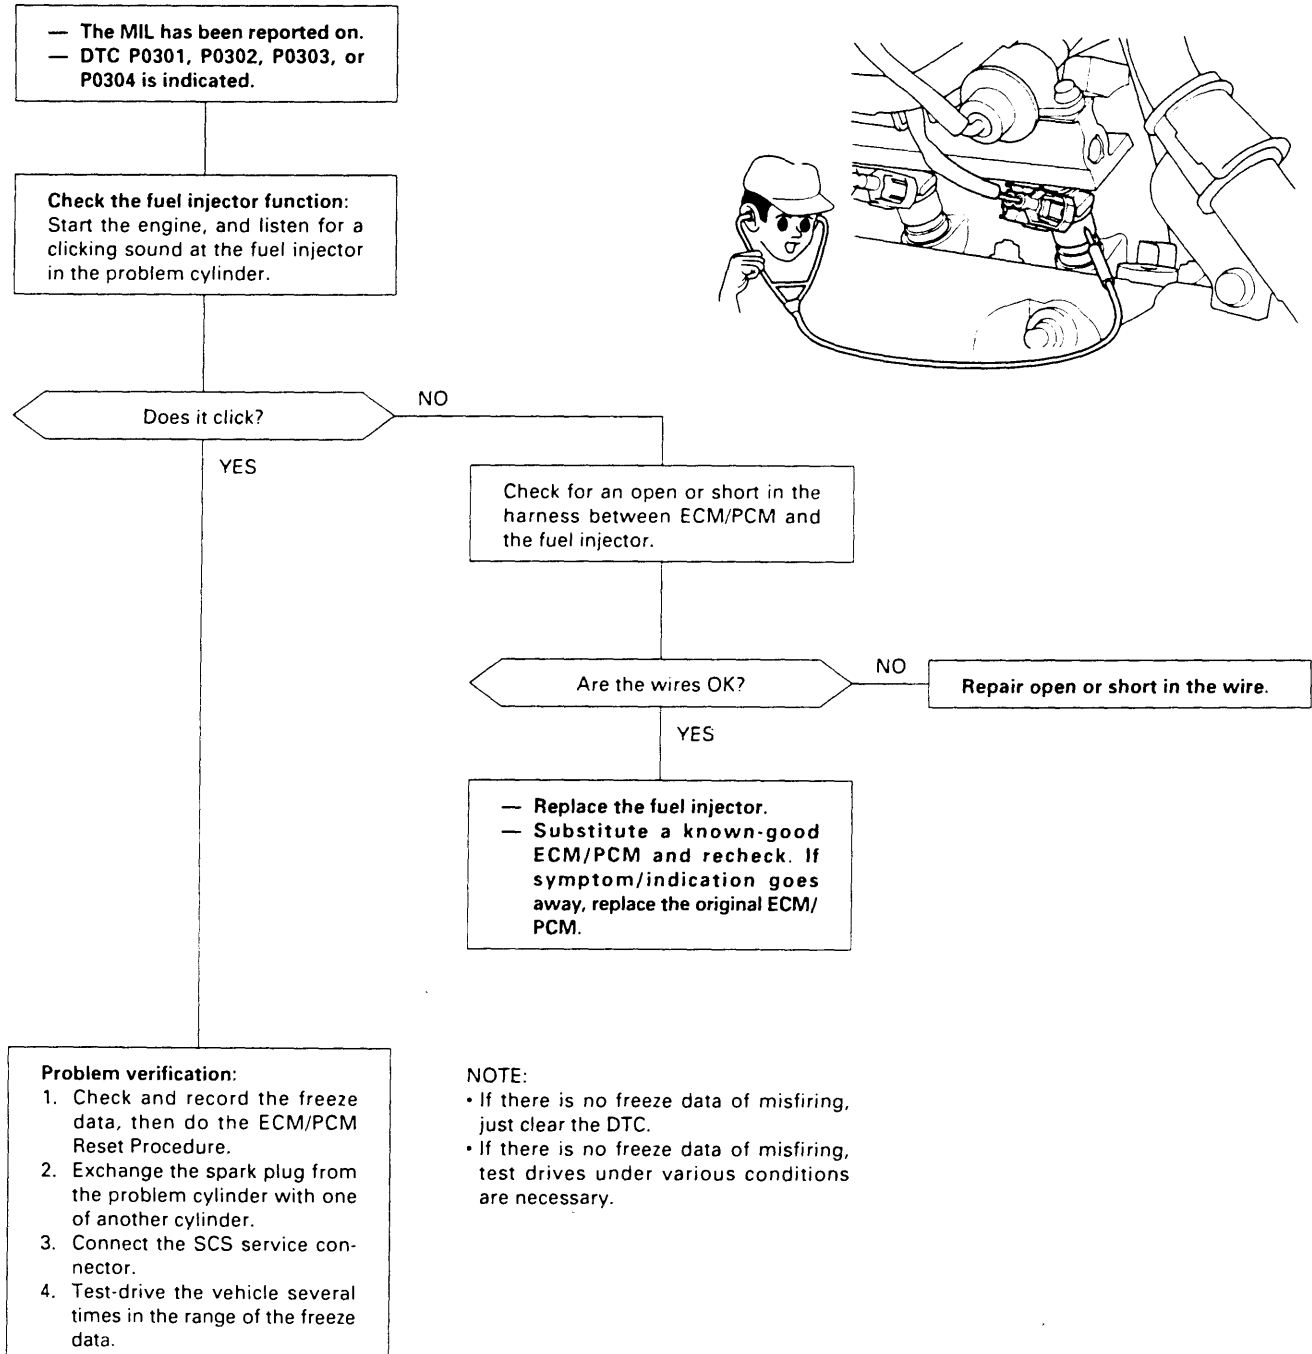 — The MIL has been reported on.
— DTC P0301, P0302, P0303, or
P0304 is indicated.
Check the fuel injector function:
Start the engine, and listen for a
clicking sound at the fuel injector
in the problem cylinder.
Does it click?
NO
YES
Check for an open or short in the
harness between ECM/PCM and
the fuel injector.
Are the wires OK?
NO
Repair open or short in the wire.
YES
— Replace the fuel injector.
— Substitute a known-good
ECM/PCM and recheck. If
symptom/indication goes
away, replace the original ECM/
PCM.
Problem verification:
1. Check and record the freeze
data, then do the ECM/PCM
Reset Procedure.
2. Exchange the spark plug from
the problem cylinder with one
of another cylinder.
3. Connect the SCS service con-
nector.
4. Test-drive the vehicle several
times in the range of the freeze
data.
NOTE:
• If there is no freeze data of misfiring,
just clear the DTC.
• If there is no freeze data of misfiring,
test drives under various conditions
are necessary.